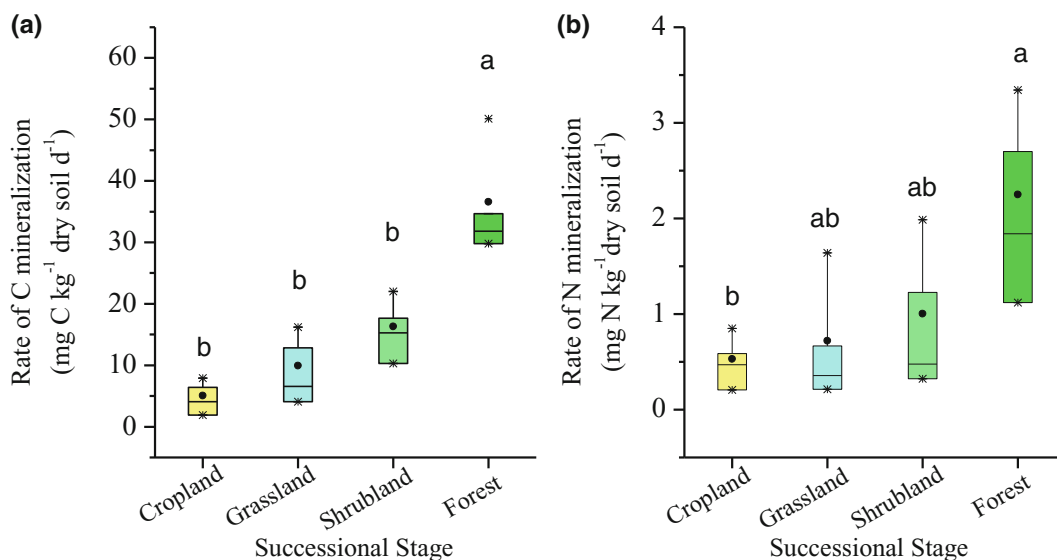 (a)
Rate of C mineralization
(mg C kg⁻¹ dry soil d⁻¹)
60
50
40
30
20
10
0
b
b
b
a
Cropland
Grassland
Shrubland
Forest
Successional Stage
(b)
Rate of N mineralization
(mg N kg⁻¹ dry soil d⁻¹)
4
3
2
1
0
b
ab
ab
a
Cropland
Grassland
Shrubland
Forest
Successional Stage